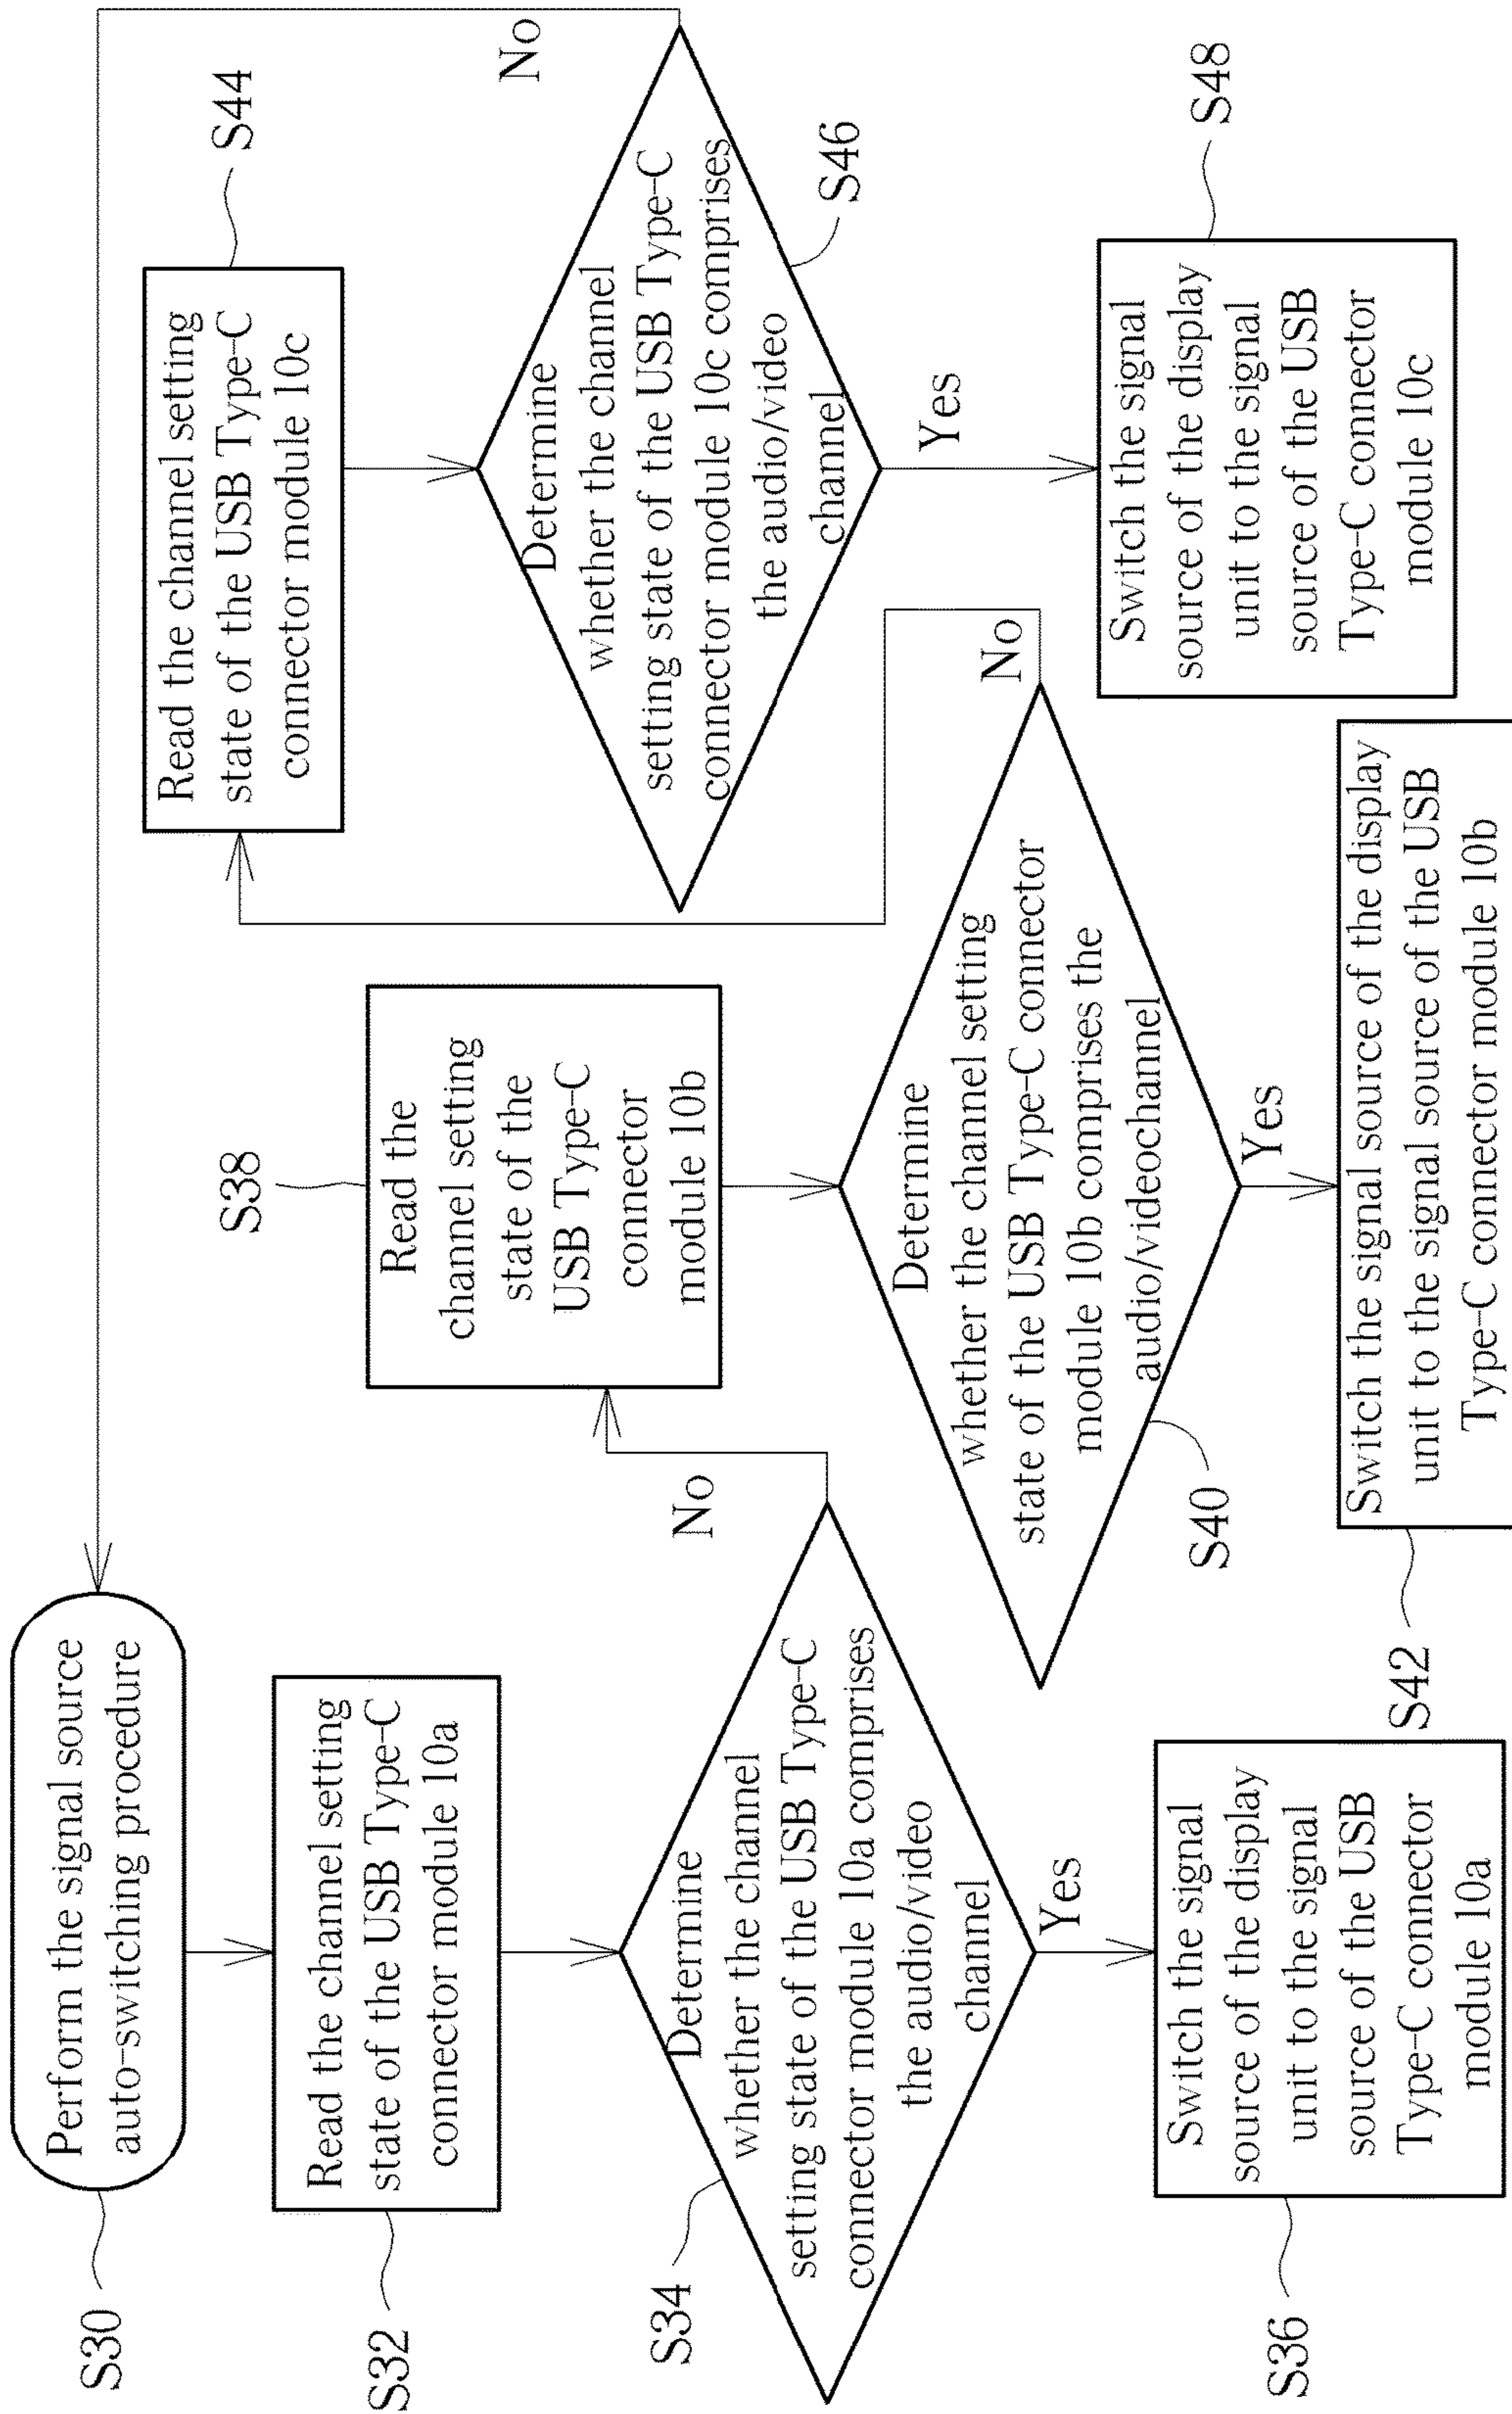 S30
Perform the signal source
auto-switching procedure
S32
Read the channel setting
state of the USB Type-C
connector module 10a
S34
Determine
whether the channel
setting state of the USB Type-C
connector module 10a comprises
the audio/video
channel
No
Yes
S36
Switch the signal
source of the display
unit to the signal
source of the USB
Type-C connector
module 10a
S38
Read the
channel setting
state of the
USB Type-C
connector
module 10b
S40
Determine
whether the channel setting
state of the USB Type-C connector
module 10b comprises the
audio/videochannel
No
Yes
S42
Switch the signal source of the display
unit to the signal source of the USB
Type-C connector module 10b
S44
Read the channel setting
state of the USB Type-C
connector module 10c
S46
Determine
whether the channel
setting state of the USB Type-C
connector module 10c comprises
the audio/video
channel
No
Yes
S48
Switch the signal
source of the display
unit to the signal
source of the USB
Type-C connector
module 10c